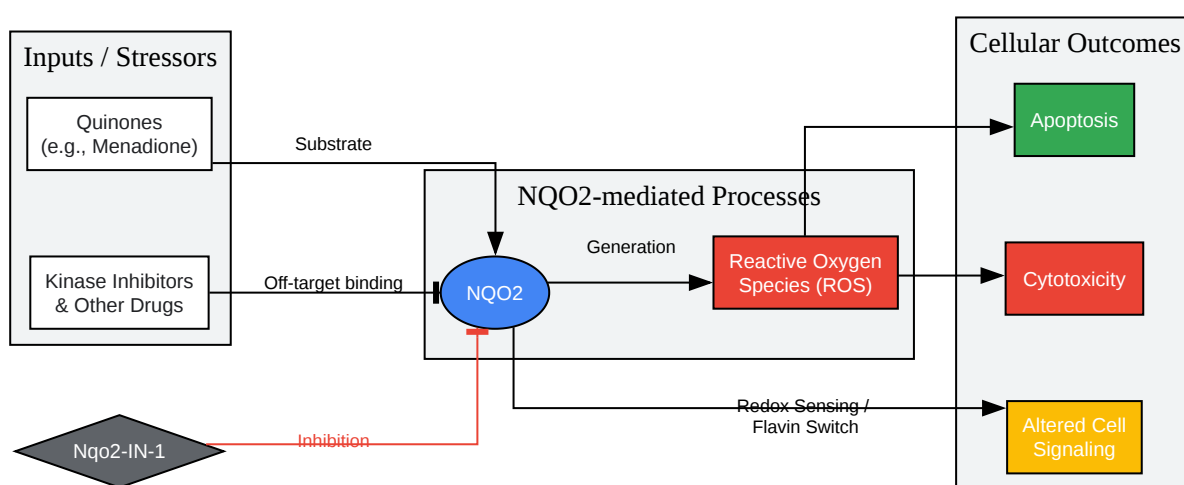 Inputs / Stressors
Quinones
(e.g., Menadione)
Kinase Inhibitors
& Other Drugs
Nqo2-IN-1
Substrate
Off-target binding
Inhibition
NQO2-mediated Processes
NQO2
Generation
Reactive Oxygen
Species (ROS)
Redox Sensing /
Flavin Switch
Cellular Outcomes
Apoptosis
Cytotoxicity
Altered Cell
Signaling